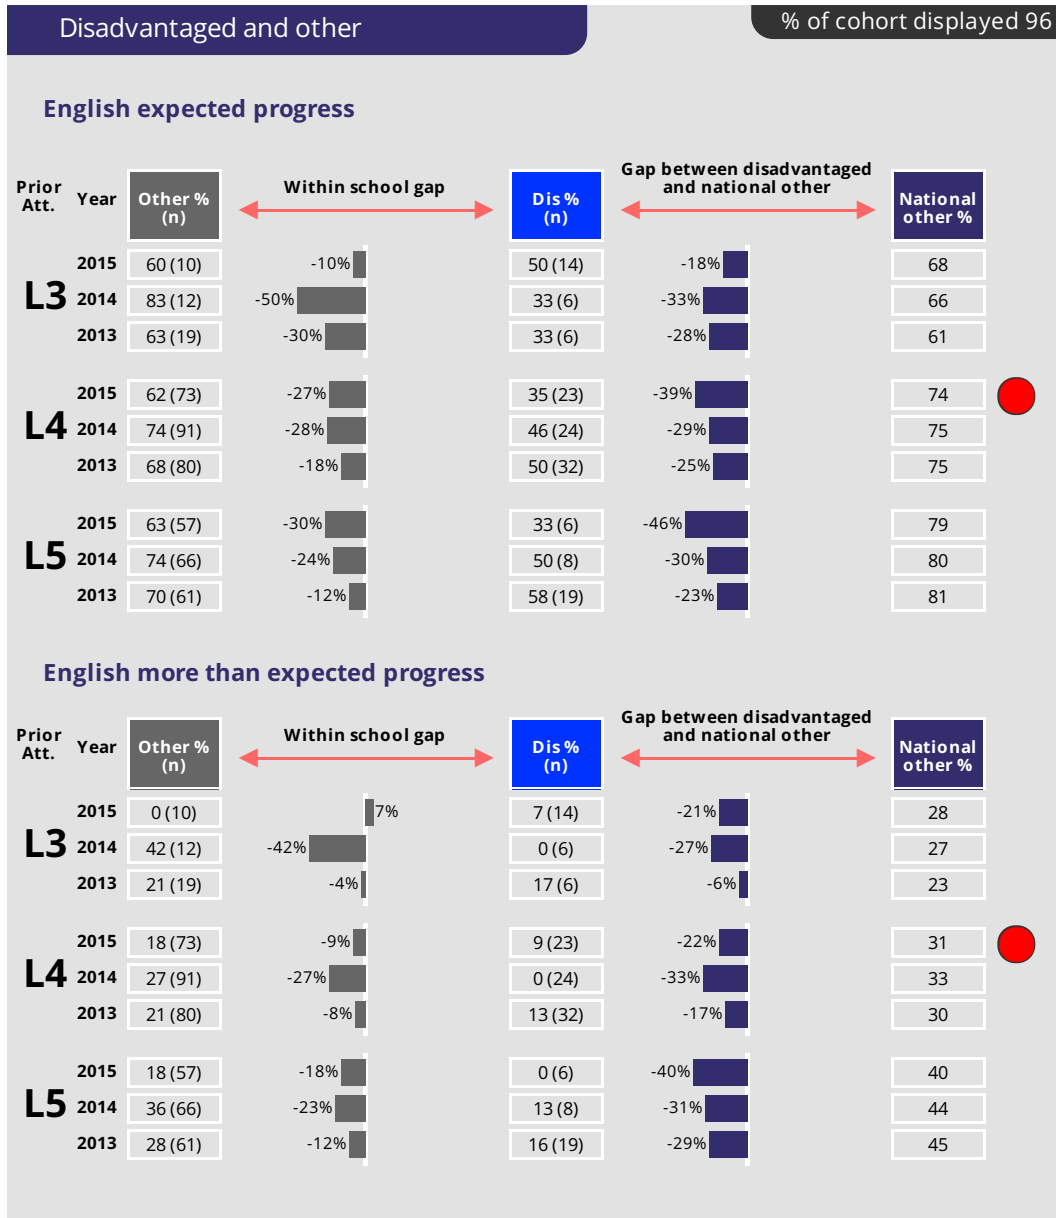 Disadvantaged and other
% of cohort displayed 96
English expected progress
Prior Att.
Year
Other % (n)
Within school gap
Dis % (n)
Gap between disadvantaged and national other
National other %
L3
2015 60 (10) -10% 50 (14) -18% 68
2014 83 (12) -50% 33 (6) -33% 66
2013 63 (19) -30% 33 (6) -28% 61
L4
2015 62 (73) -27% 35 (23) -39% 74
2014 74 (91) -28% 46 (24) -29% 75
2013 68 (80) -18% 50 (32) -25% 75
L5
2015 63 (57) -30% 33 (6) -46% 79
2014 74 (66) -24% 50 (8) -30% 80
2013 70 (61) -12% 58 (19) -23% 81
English more than expected progress
Prior Att.
Year
Other % (n)
Within school gap
Dis % (n)
Gap between disadvantaged and national other
National other %
L3
2015 0 (10) 7% 7 (14) -21% 28
2014 42 (12) -42% 0 (6) -27% 27
2013 21 (19) -4% 17 (6) -6% 23
L4
2015 18 (73) -9% 9 (23) -22% 31
2014 27 (91) -27% 0 (24) -33% 33
2013 21 (80) -8% 13 (32) -17% 30
L5
2015 18 (57) -18% 0 (6) -40% 40
2014 36 (66) -23% 13 (8) -31% 44
2013 28 (61) -12% 16 (19) -29% 45